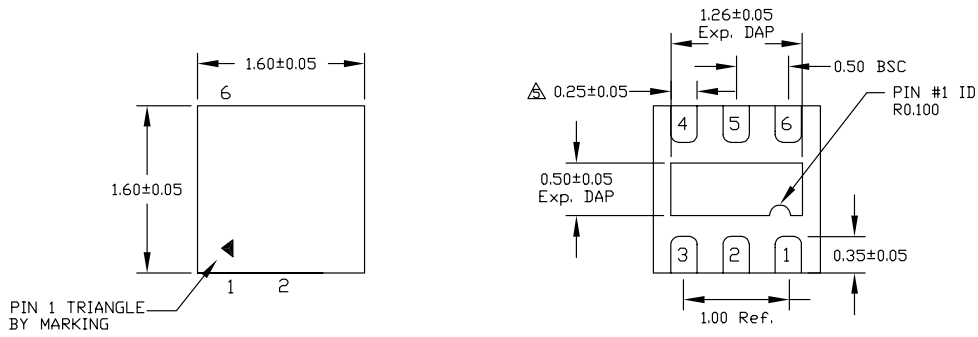 1.60±0.05
6
1.60±0.05
1 2
PIN 1 TRIANGLE
BY MARKING
1.26±0.05
Exp. DAP
0.50 BSC
5 0.25±0.05
PIN #1 ID
R0.100
4 5 6
0.50±0.05
Exp. DAP
3 2 1
0.35±0.05
1.00 Ref.